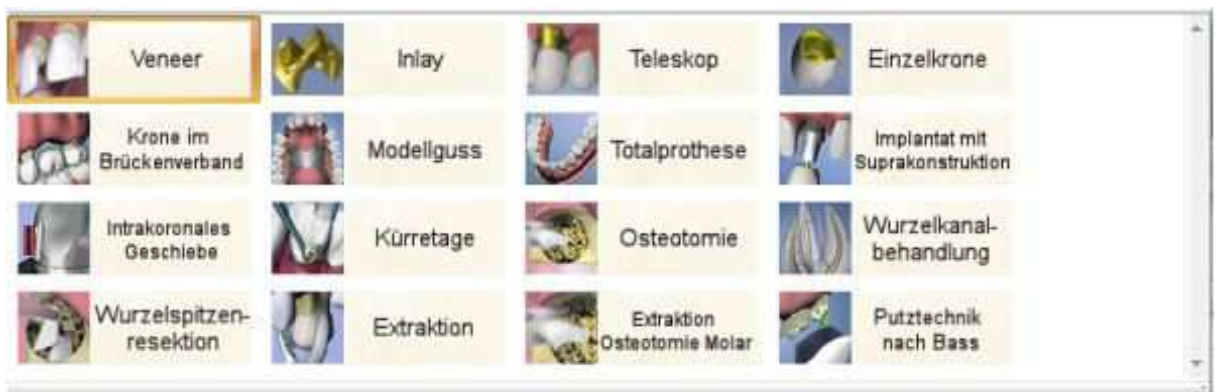 Veneer
Inlay
Teleskop
Einzelkrone
Krone im
Brückenverband
Modellguss
Totalprothese
Implantat mit
Suprakonstruktion
Intrakoronales
Geschiebe
Kürretage
Osteotomie
Wurzelkanal-
behandlung
Wurzelspitzen-
resektion
Extraktion
Extraktion
Osteotomie Molar
Putztechnik
nach Bass